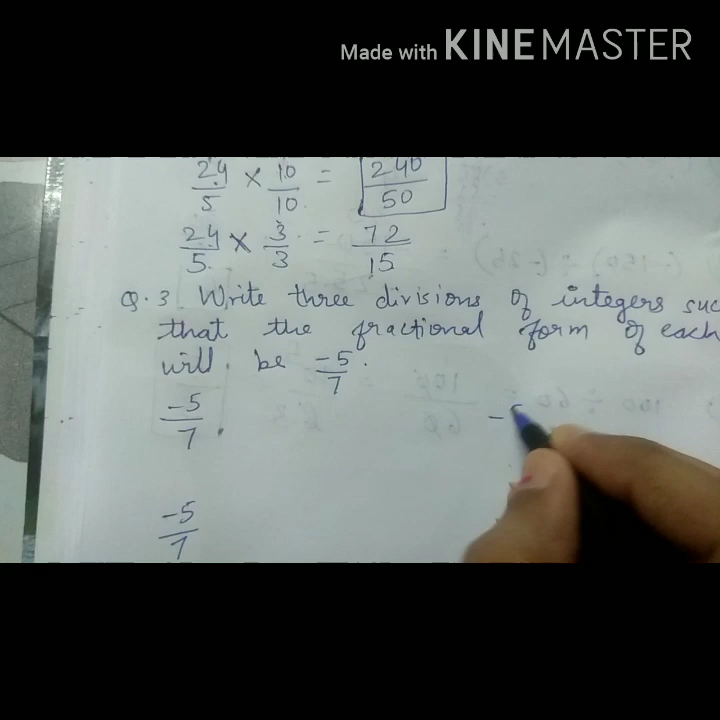 Made with KINEMASTER
24/5 × 10/10 = 240/50
24/5 × 3/3 = 72/15
Q.3 Write three divisions of integers suc
that the fractional form of each
will be -5/7.
-5/7
-5/7